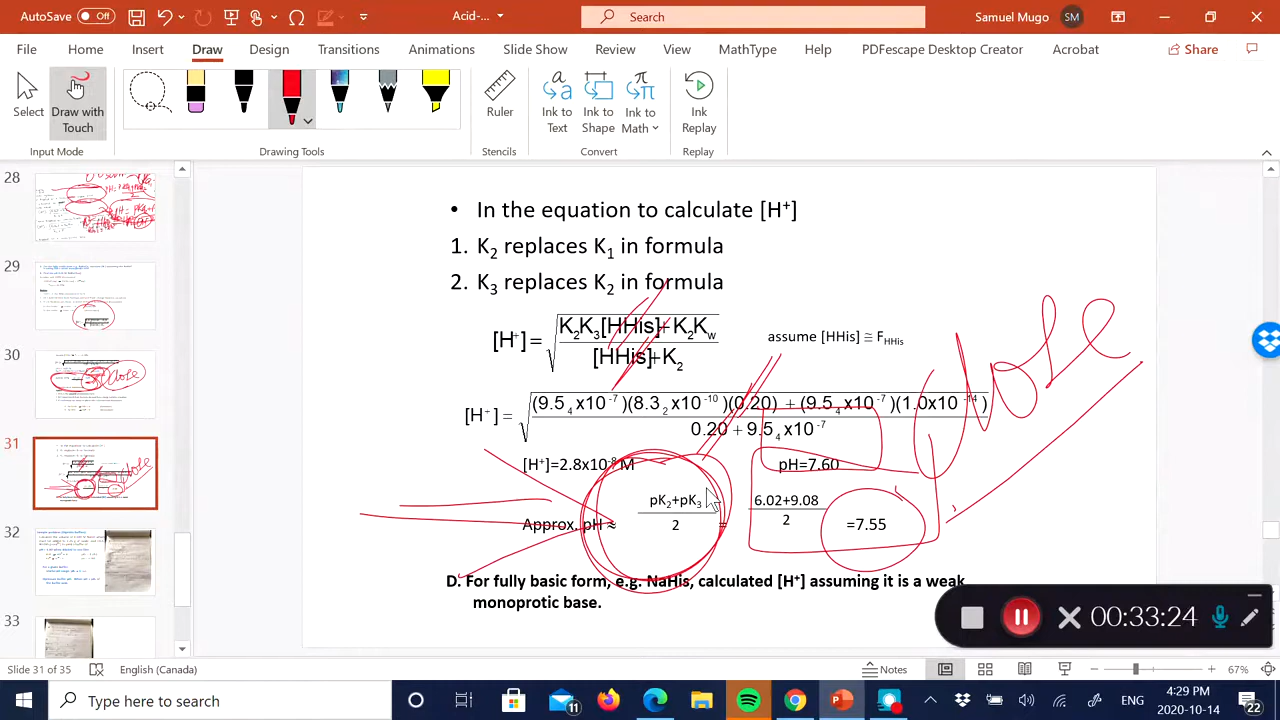 AutoSave Off Acid- Search Samuel Mugo SM
File Home Insert Draw Design Transitions Animations Slide Show Review View MathType Help PDFescape Desktop Creator Acrobat Share
Select Draw with Touch Ruler Ink to Text Ink to Shape Ink to Math Ink Replay
Input Mode Drawing Tools Stencils Convert Replay
28
29
30
31
32
33
• In the equation to calculate [H⁺]
1. K₂ replaces K₁ in formula
2. K₃ replaces K₂ in formula
[H⁺] = √((K₂K₃[HHis]+K₂K_w)/([HHis]+K₂)) assume [HHis] ≅ F_HHis
[H⁺] = √(((9.5₄x10⁻⁷)(8.3₂x10⁻¹⁰)(0.20) + (9.5₄x10⁻⁷)(1.0x10⁻¹⁴))/(0.20 + 9.5₄x10⁻⁷))
[H⁺]=2.8x10⁻⁸M pH=7.60
Approx. pH ≈ (pK₂+pK₃)/2 = (6.02+9.08)/2 =7.55
close
D. For fully basic form, e.g. NaHis, calculated [H⁺] assuming it is a weak
monoprotic base.
00:33:24
Slide 31 of 35 English (Canada) Notes 67%
Type here to search 11 ENG 4:29 PM 2020-10-14 22